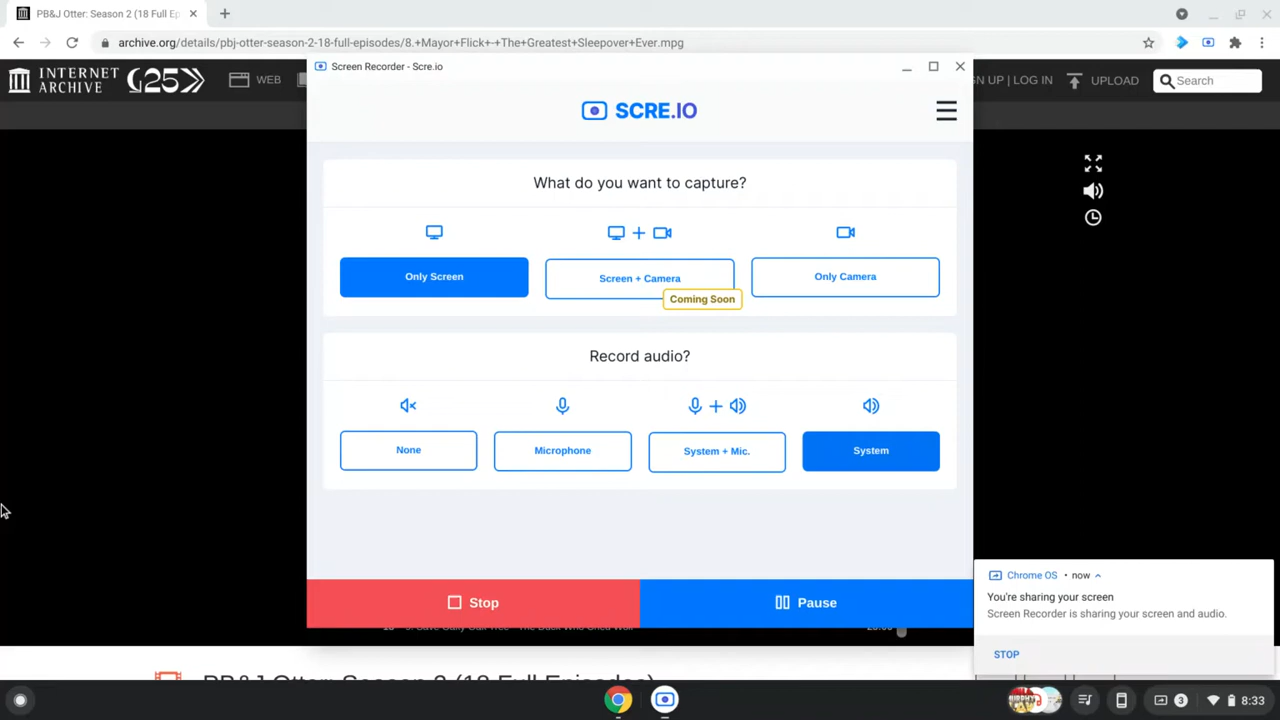 PB&J Otter: Season 2 (18 Full Ep
archive.org/details/pbj-otter-season-2-18-full-episodes/8.+Mayor+Flick+-+The+Greatest+Sleepover+Ever.mpg
INTERNET ARCHIVE
25
WEB
Screen Recorder - Scre.io
GN UP | LOG IN
UPLOAD
Search
SCRE.IO
What do you want to capture?
Only Screen
Screen + Camera
Only Camera
Coming Soon
Record audio?
None
Microphone
System + Mic.
System
Stop
Pause
Chrome OS • now
You're sharing your screen
Screen Recorder is sharing your screen and audio.
STOP
PB&J Otter: Season 2 (18 Full Episodes)
3
8:33